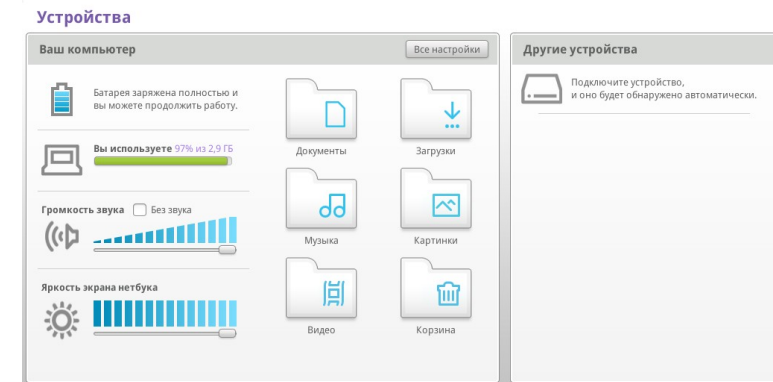 Устройства
Ваш компьютер
Все настройки
Батарея заряжена полностью и
вы можете продолжить работу.
Вы используете 97% из 2,9 ГБ
Громкость звука Без звука
Яркость экрана нетбука
Документы
Загрузки
Музыка
Картинки
Видео
Корзина
Другие устройства
Подключите устройство,
и оно будет обнаружено автоматически.